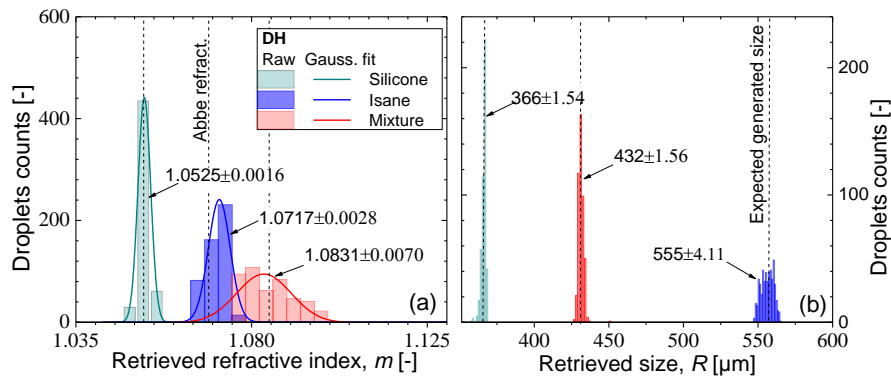 600
400
200
0
Droplets counts [-]
Abbe refract.
DH
Raw Gauss. fit
Silicone
Isane
Mixture
1.0525±0.0016
1.0717±0.0028
1.0831±0.0070
(a)
1.035
1.080
1.125
Retrieved refractive index, m [-]
366±1.54
432±1.56
555±4.11
Expected generated size
(b)
400
450
500
550
600
Retrieved size, R [μm]
200
100
0
Droplets counts [-]